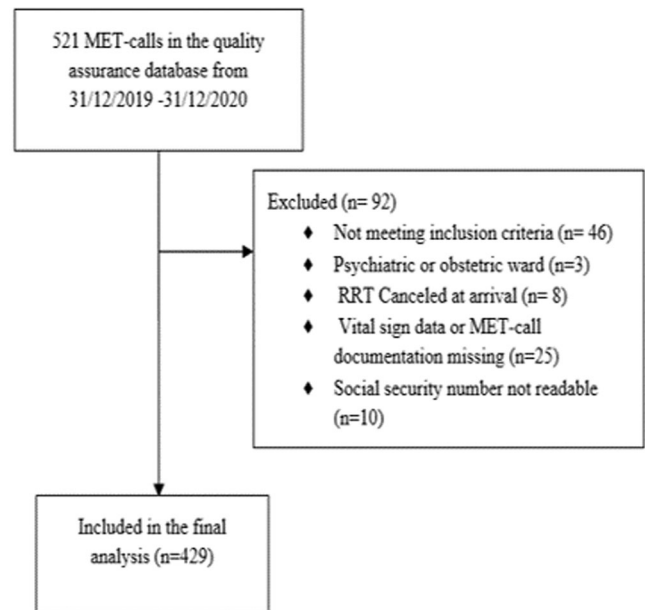 521 MET-calls in the quality
assurance database from
31/12/2019 -31/12/2020
Excluded (n= 92)
♦ Not meeting inclusion criteria (n= 46)
♦ Psychiatric or obstetric ward (n=3)
♦ RRT Canceled at arrival (n= 8)
♦ Vital sign data or MET-call
documentation missing (n=25)
♦ Social security number not readable
(n=10)
Included in the final
analysis (n=429)